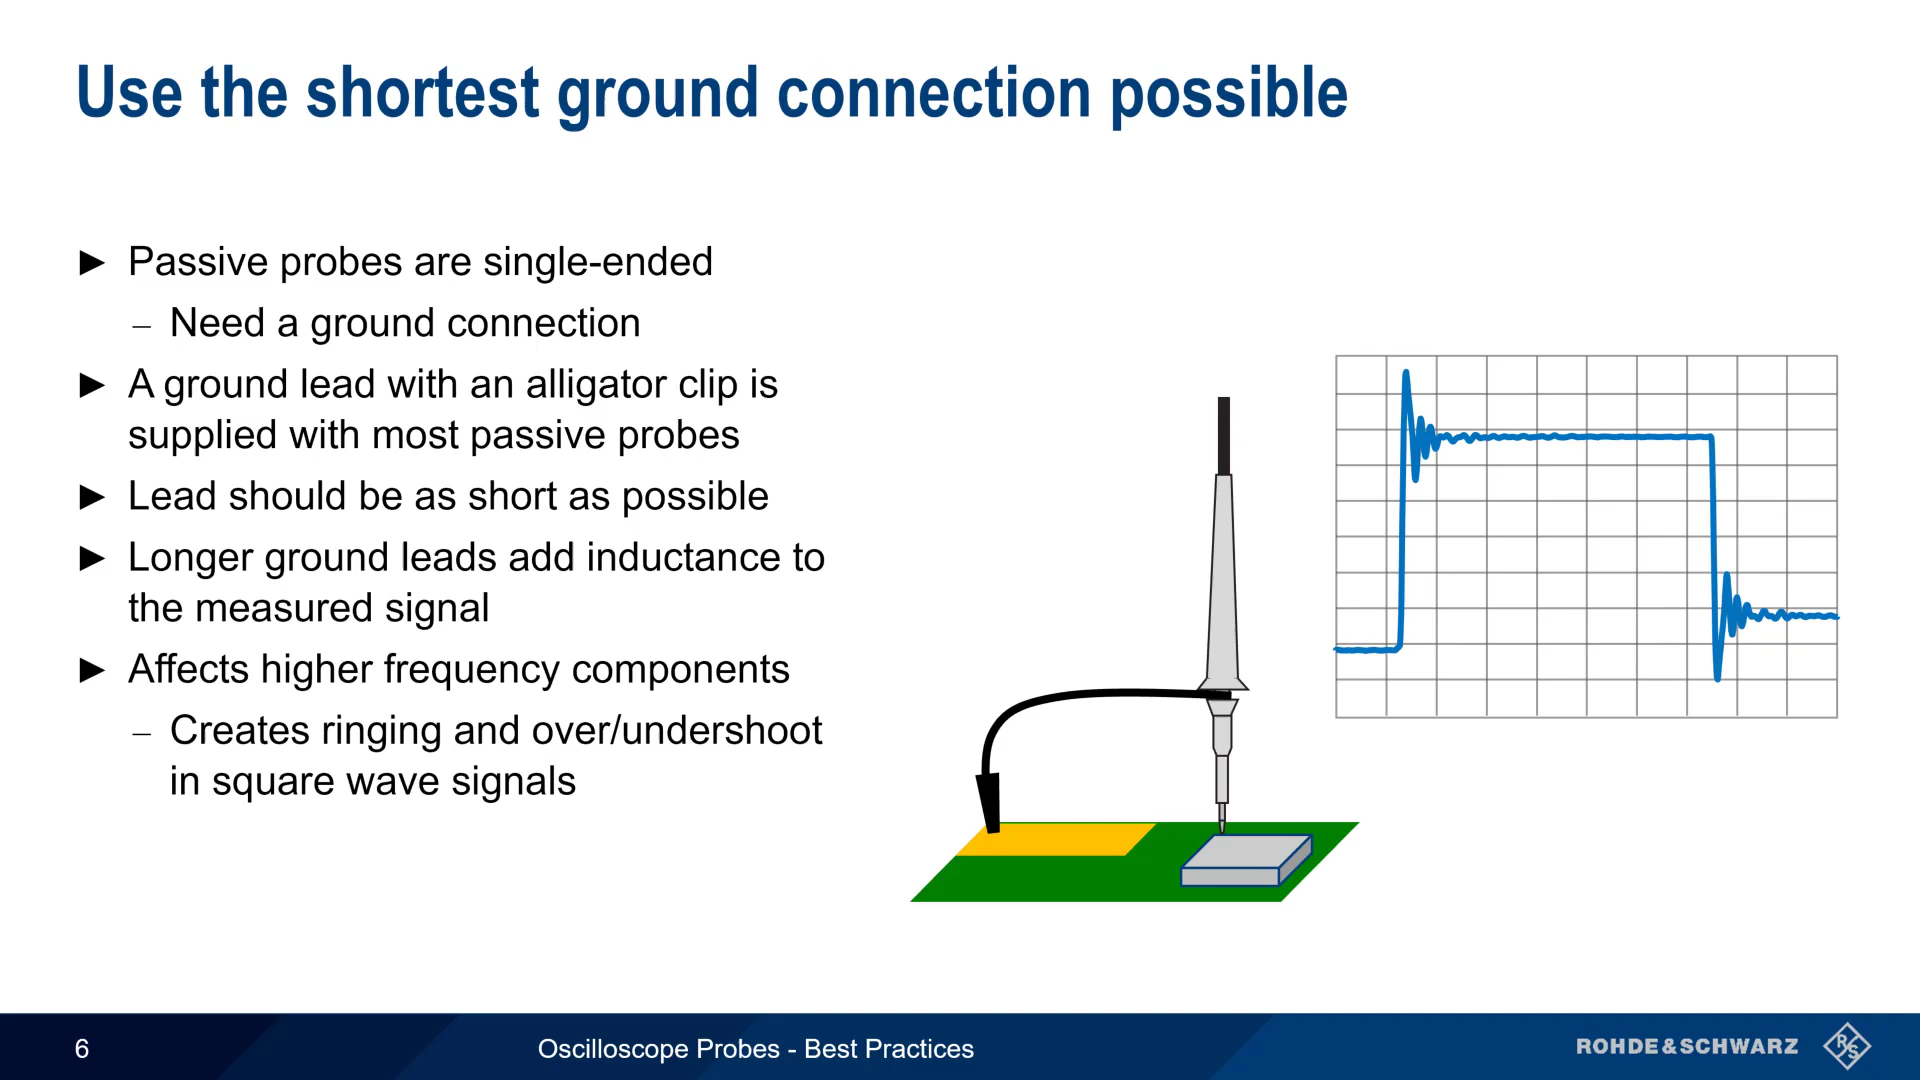 Use the shortest ground connection possible
► Passive probes are single-ended
– Need a ground connection
► A ground lead with an alligator clip is
supplied with most passive probes
► Lead should be as short as possible
► Longer ground leads add inductance to
the measured signal
► Affects higher frequency components
– Creates ringing and over/undershoot
in square wave signals
6
Oscilloscope Probes - Best Practices
ROHDE&SCHWARZ
R&S